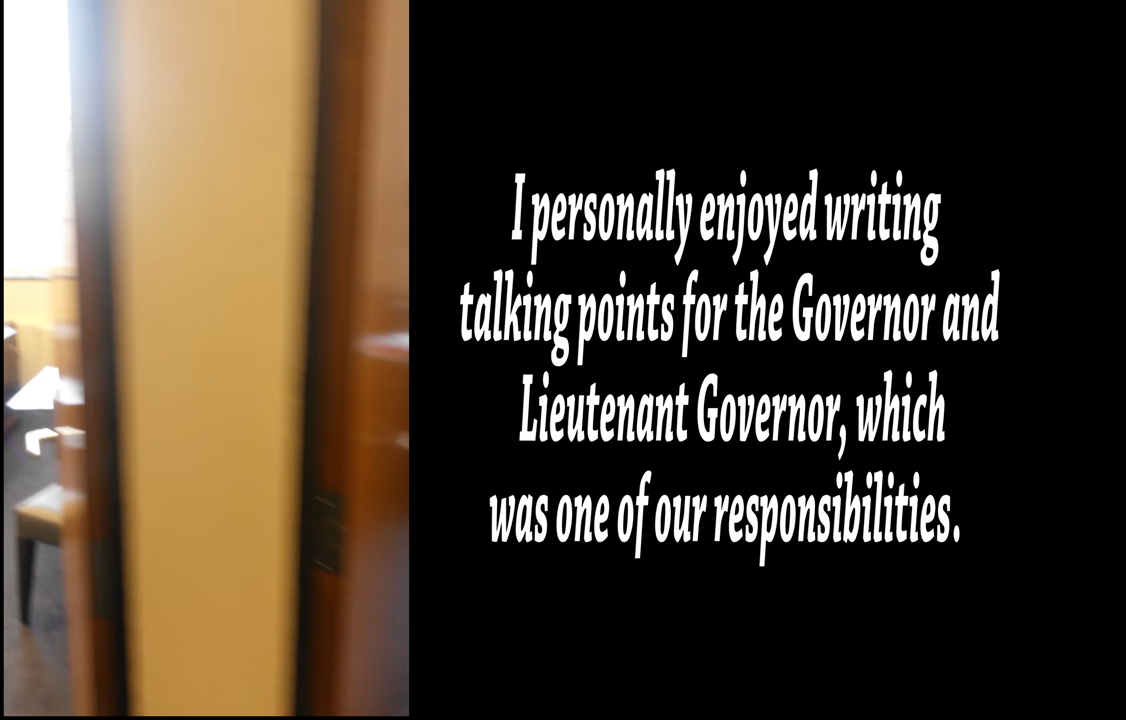 I personally enjoyed writing
talking points for the Governor and
Lieutenant Governor, which
was one of our responsibilities.